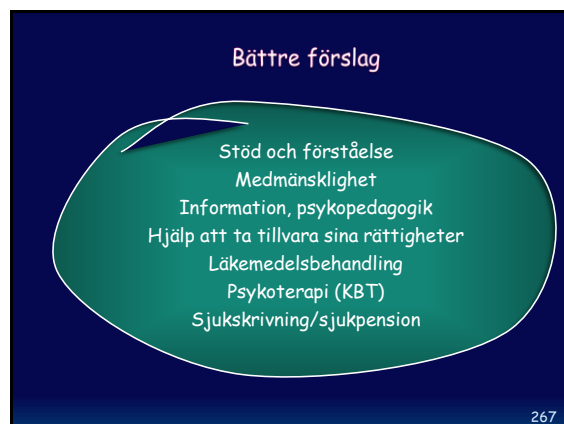 Bättre förslag
Stöd och förståelse
Medmänsklighet
Information, psykopedagogik
Hjälp att ta tillvara sina rättigheter
Läkemedelsbehandling
Psykoterapi (KBT)
Sjukskrivning/sjukpension
267